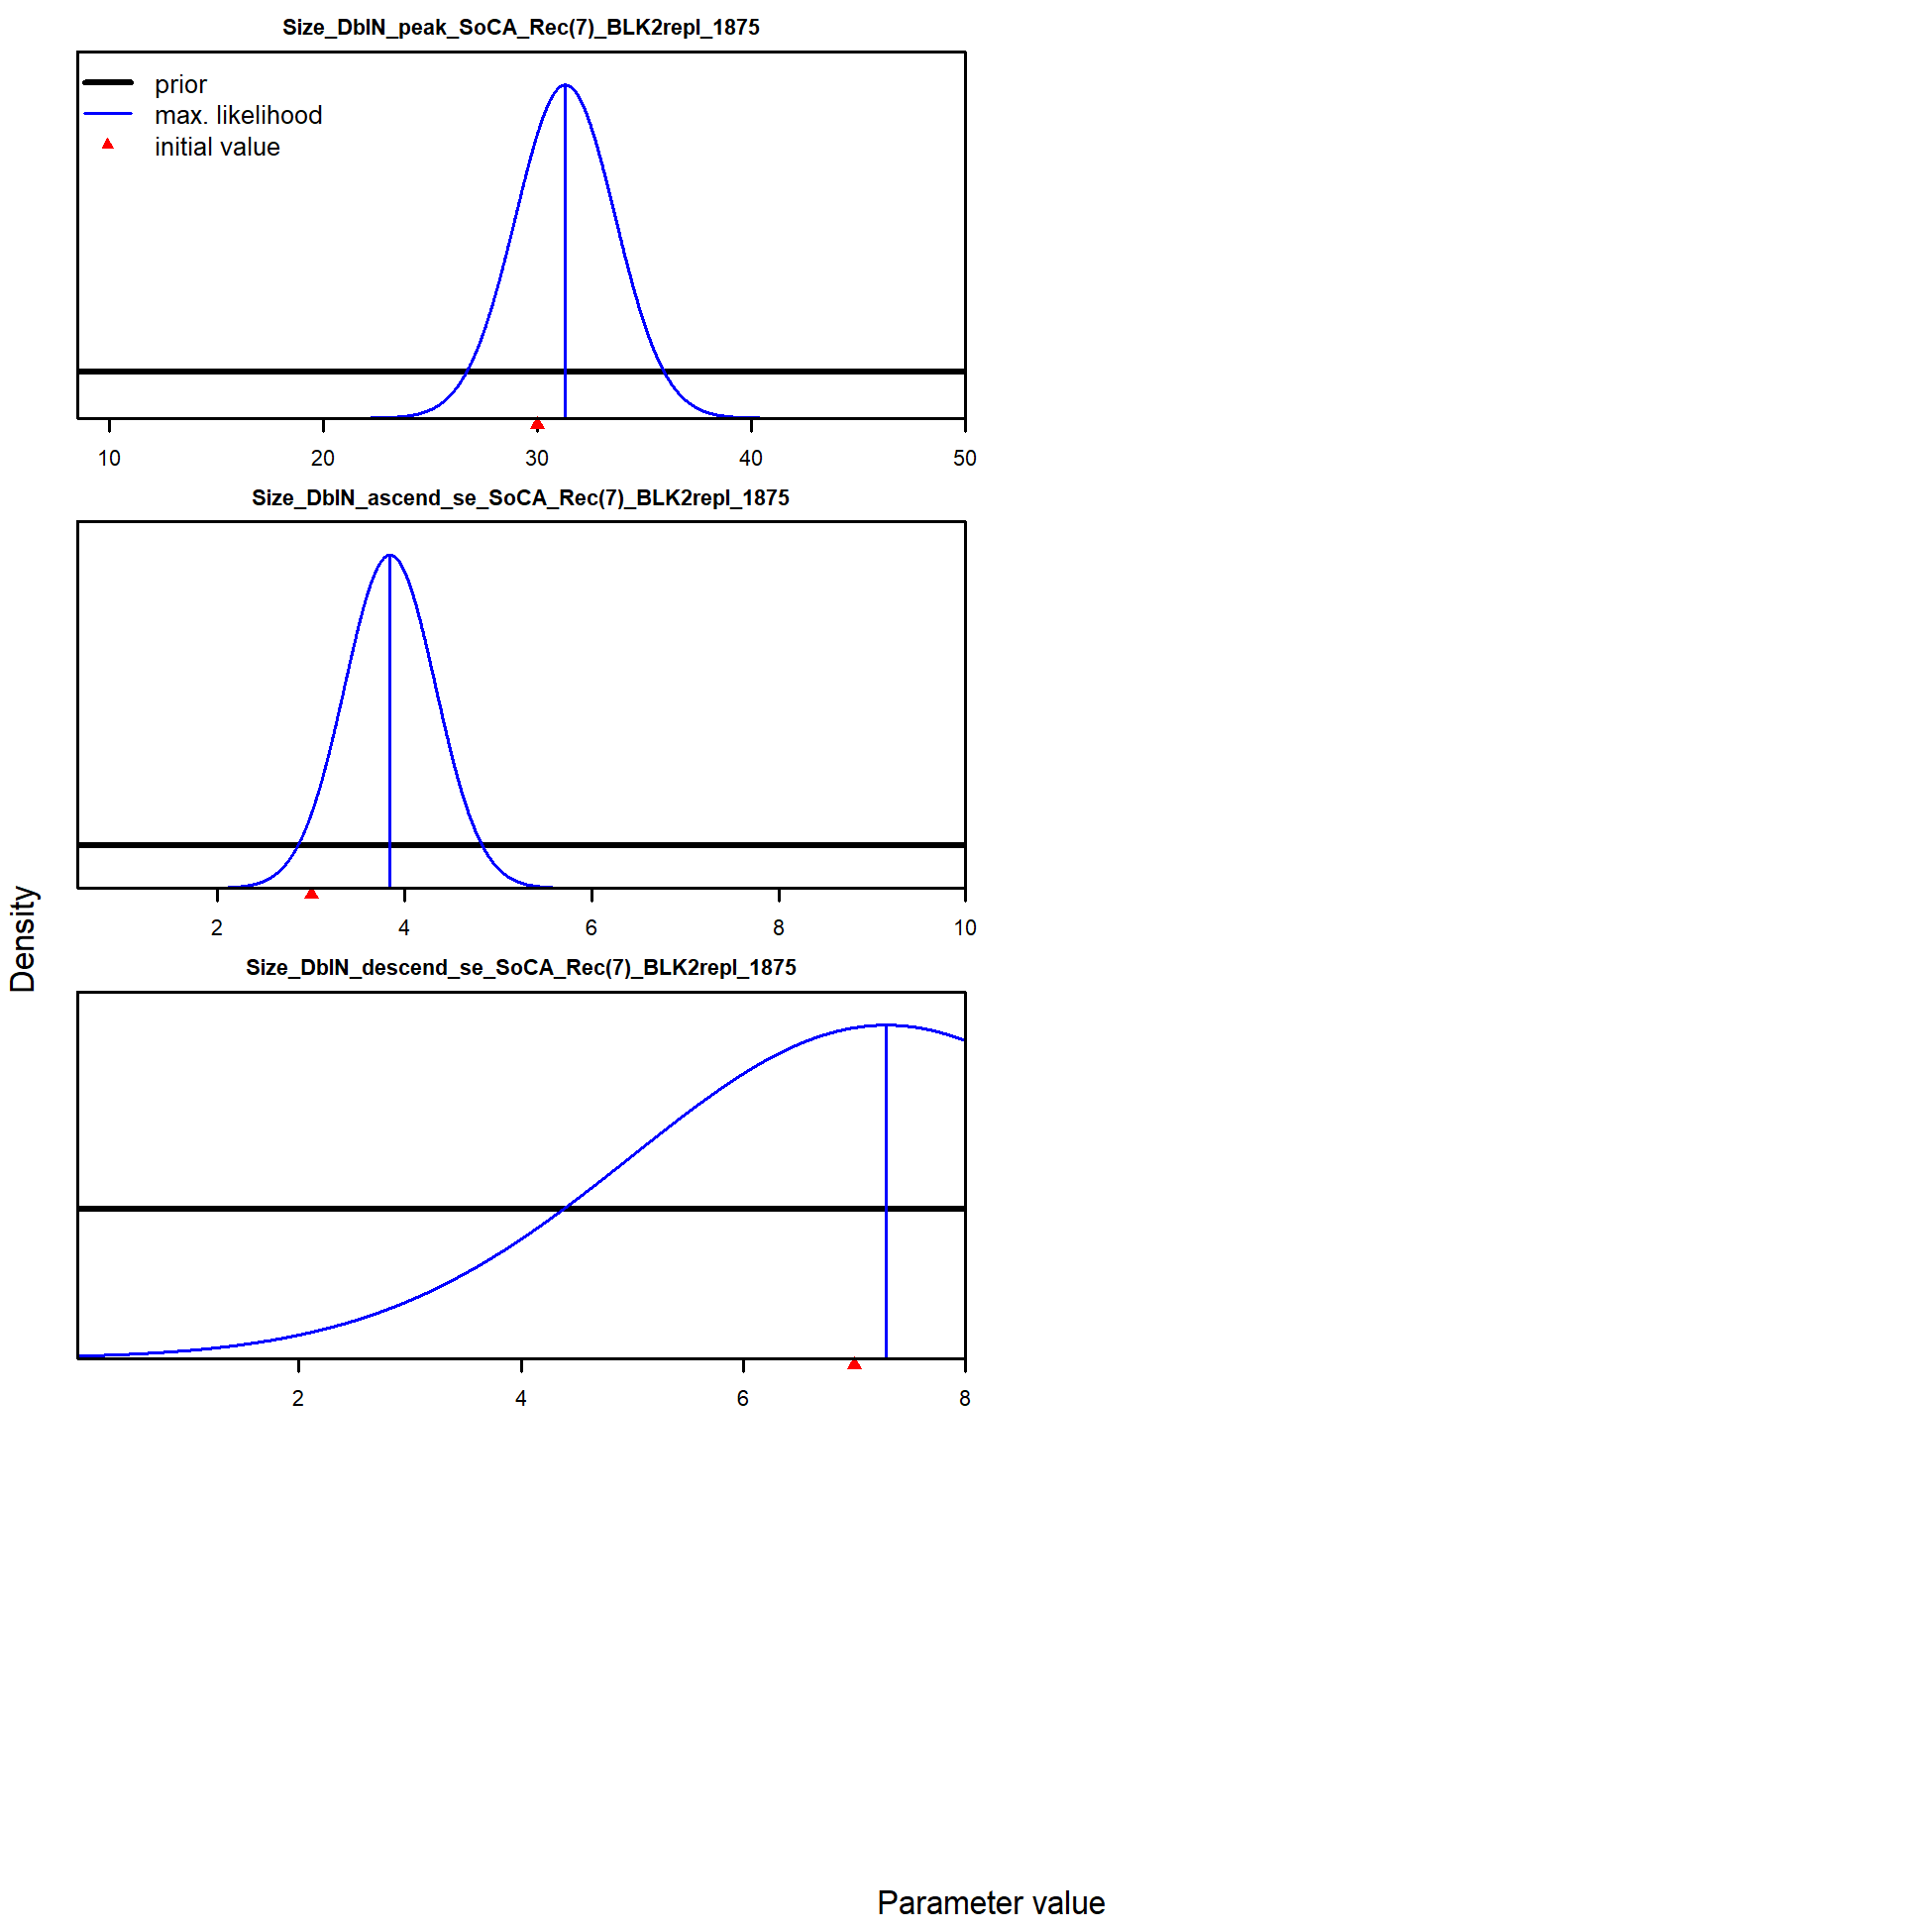 Size_DblN_peak_SoCA_Rec(7)_BLK2repl_1875
prior
max. likelihood
initial value
10 20 30 40 50
Size_DblN_ascend_se_SoCA_Rec(7)_BLK2repl_1875
2 4 6 8 10
Density
Size_DblN_descend_se_SoCA_Rec(7)_BLK2repl_1875
2 4 6 8
Parameter value